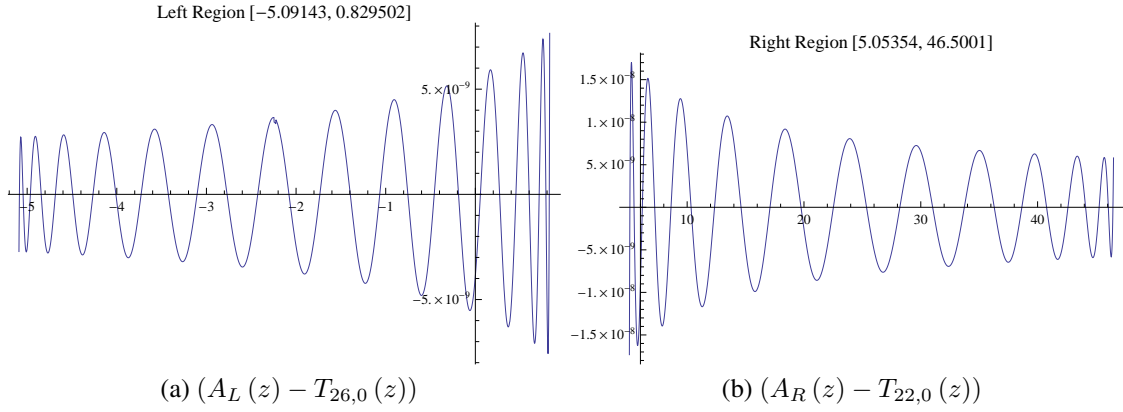 Left Region [−5.09143, 0.829502]
5. × 10⁻⁹
−5 −4 −3 −2 −1
−5. × 10⁻⁹
(a) (A_L (z) − T_{26,0} (z))
Right Region [5.05354, 46.5001]
1.5 × 10⁻⁸
1. × 10⁻⁸
5. × 10⁻⁹
10 20 30 40
−5. × 10⁻⁹
−1. × 10⁻⁸
−1.5 × 10⁻⁸
(b) (A_R (z) − T_{22,0} (z))